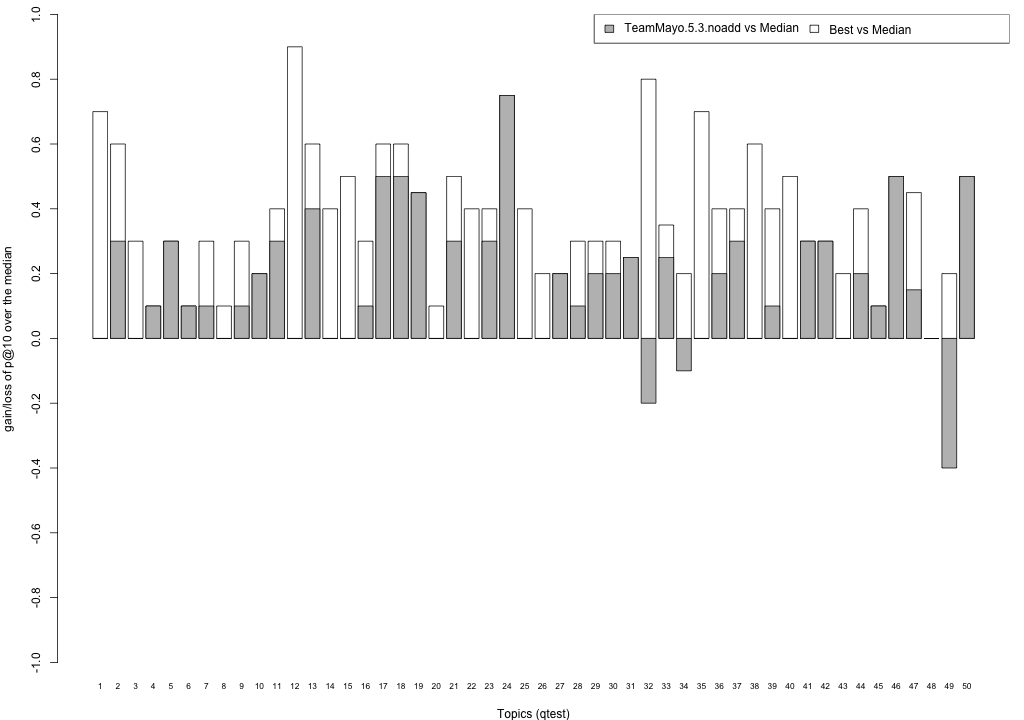 TeamMayo.5.3.noadd vs Median Best vs Median
gain/loss of p@10 over the median
1.0
0.8
0.6
0.4
0.2
0.0
-0.2
-0.4
-0.6
-0.8
-1.0
1 2 3 4 5 6 7 8 9 10 11 12 13 14 15 16 17 18 19 20 21 22 23 24 25 26 27 28 29 30 31 32 33 34 35 36 37 38 39 40 41 42 43 44 45 46 47 48 49 50
Topics (qtest)